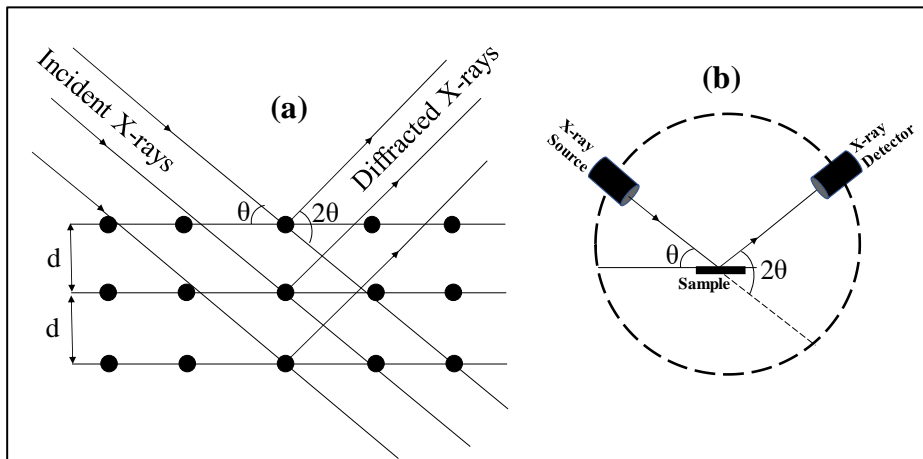 (a)
Incident X-rays
Diffracted X-rays
θ
2θ
d
d
(b)
X-ray
Source
X-ray
Detector
θ
2θ
Sample